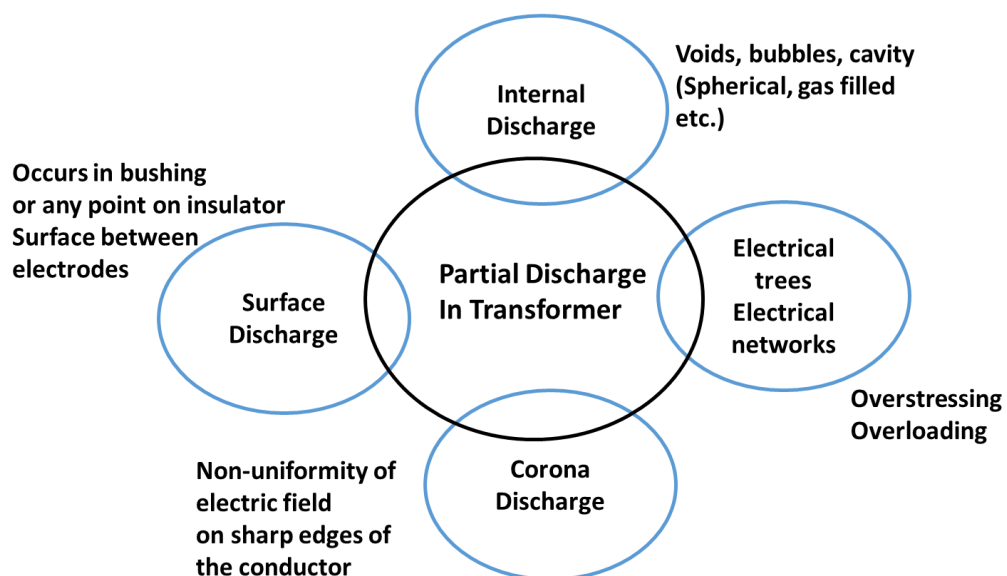 Internal
Discharge
Voids, bubbles, cavity
(Spherical, gas filled
etc.)
Occurs in bushing
or any point on insulator
Surface between
electrodes
Surface
Discharge
Partial Discharge
In Transformer
Electrical
trees
Electrical
networks
Overstressing
Overloading
Corona
Discharge
Non-uniformity of
electric field
on sharp edges of
the conductor